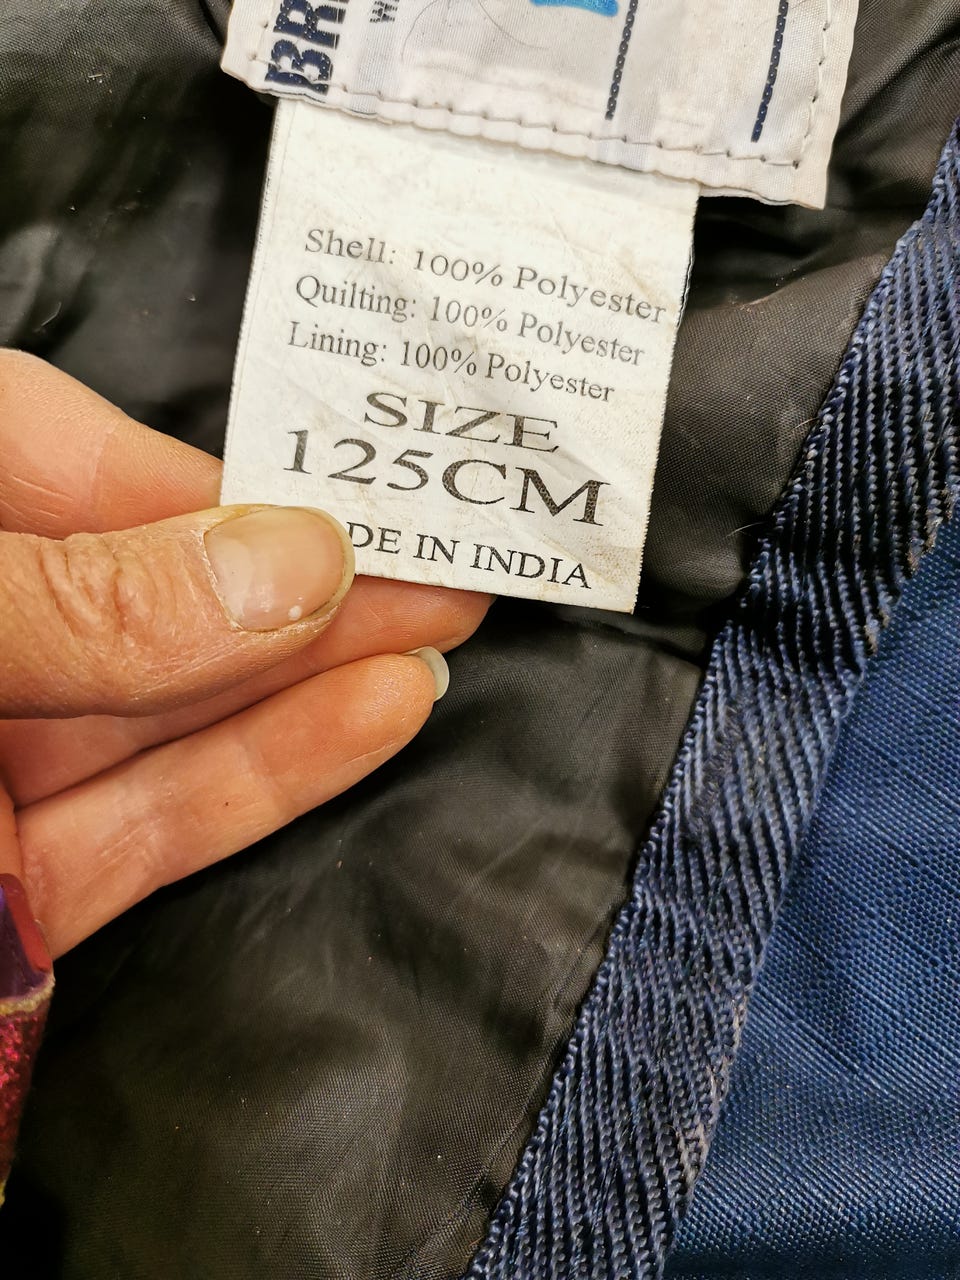 Shell: 100% Polyester
Quilting: 100% Polyester
Lining: 100% Polyester
SIZE
125CM
DE IN INDIA